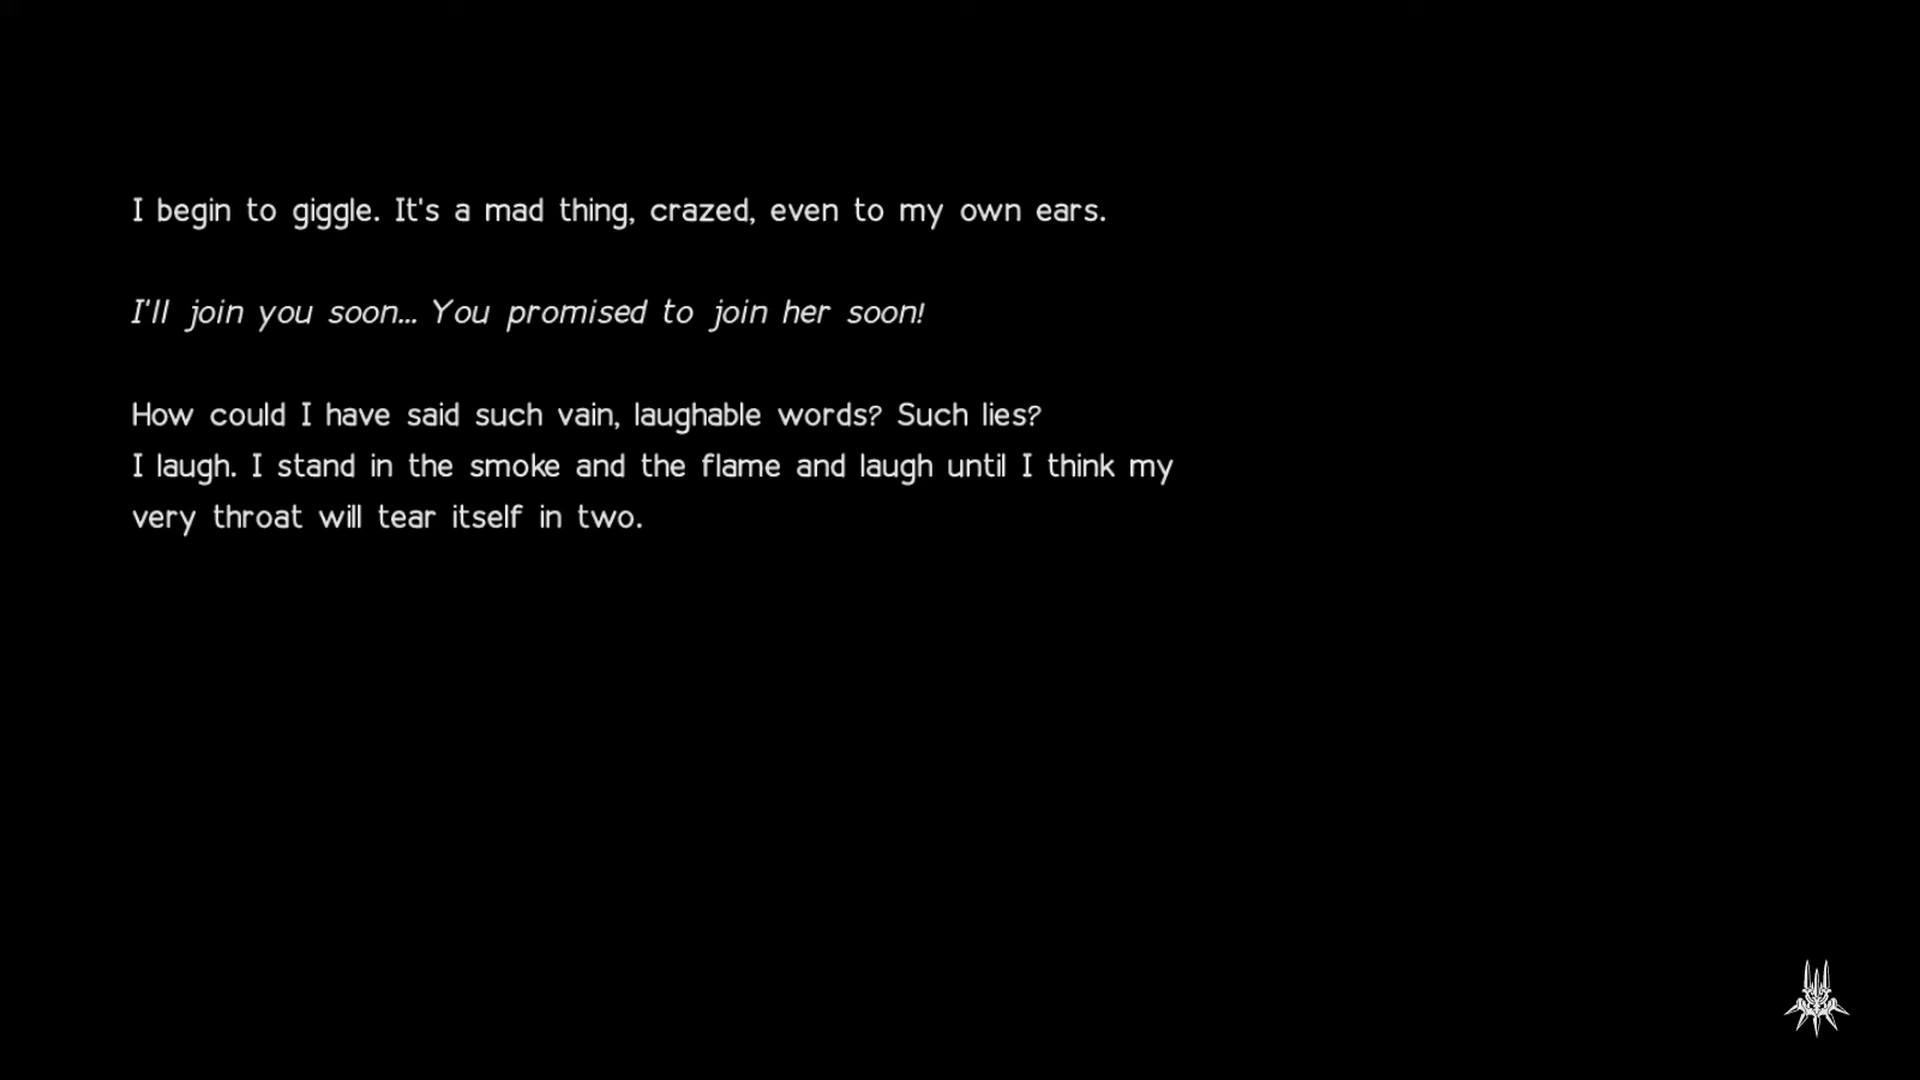 I begin to giggle. It's a mad thing, crazed, even to my own ears.
I'll join you soon... You promised to join her soon!
How could I have said such vain, laughable words? Such lies?
I laugh. I stand in the smoke and the flame and laugh until I think my
very throat will tear itself in two.